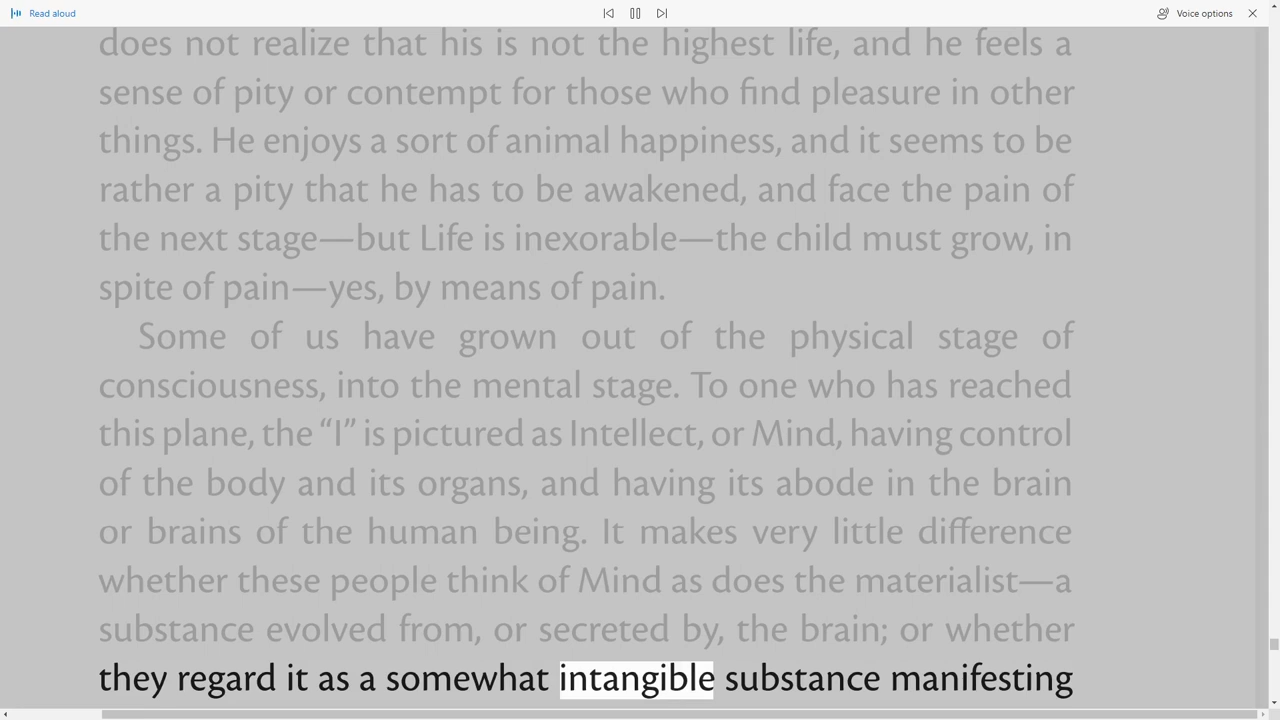 Read aloud
Voice options
does not realize that his is not the highest life, and he feels a
sense of pity or contempt for those who find pleasure in other
things. He enjoys a sort of animal happiness, and it seems to be
rather a pity that he has to be awakened, and face the pain of
the next stage—but Life is inexorable—the child must grow, in
spite of pain—yes, by means of pain.
Some of us have grown out of the physical stage of
consciousness, into the mental stage. To one who has reached
this plane, the “I” is pictured as Intellect, or Mind, having control
of the body and its organs, and having its abode in the brain
or brains of the human being. It makes very little difference
whether these people think of Mind as does the materialist—a
substance evolved from, or secreted by, the brain; or whether
they regard it as a somewhat intangible substance manifesting